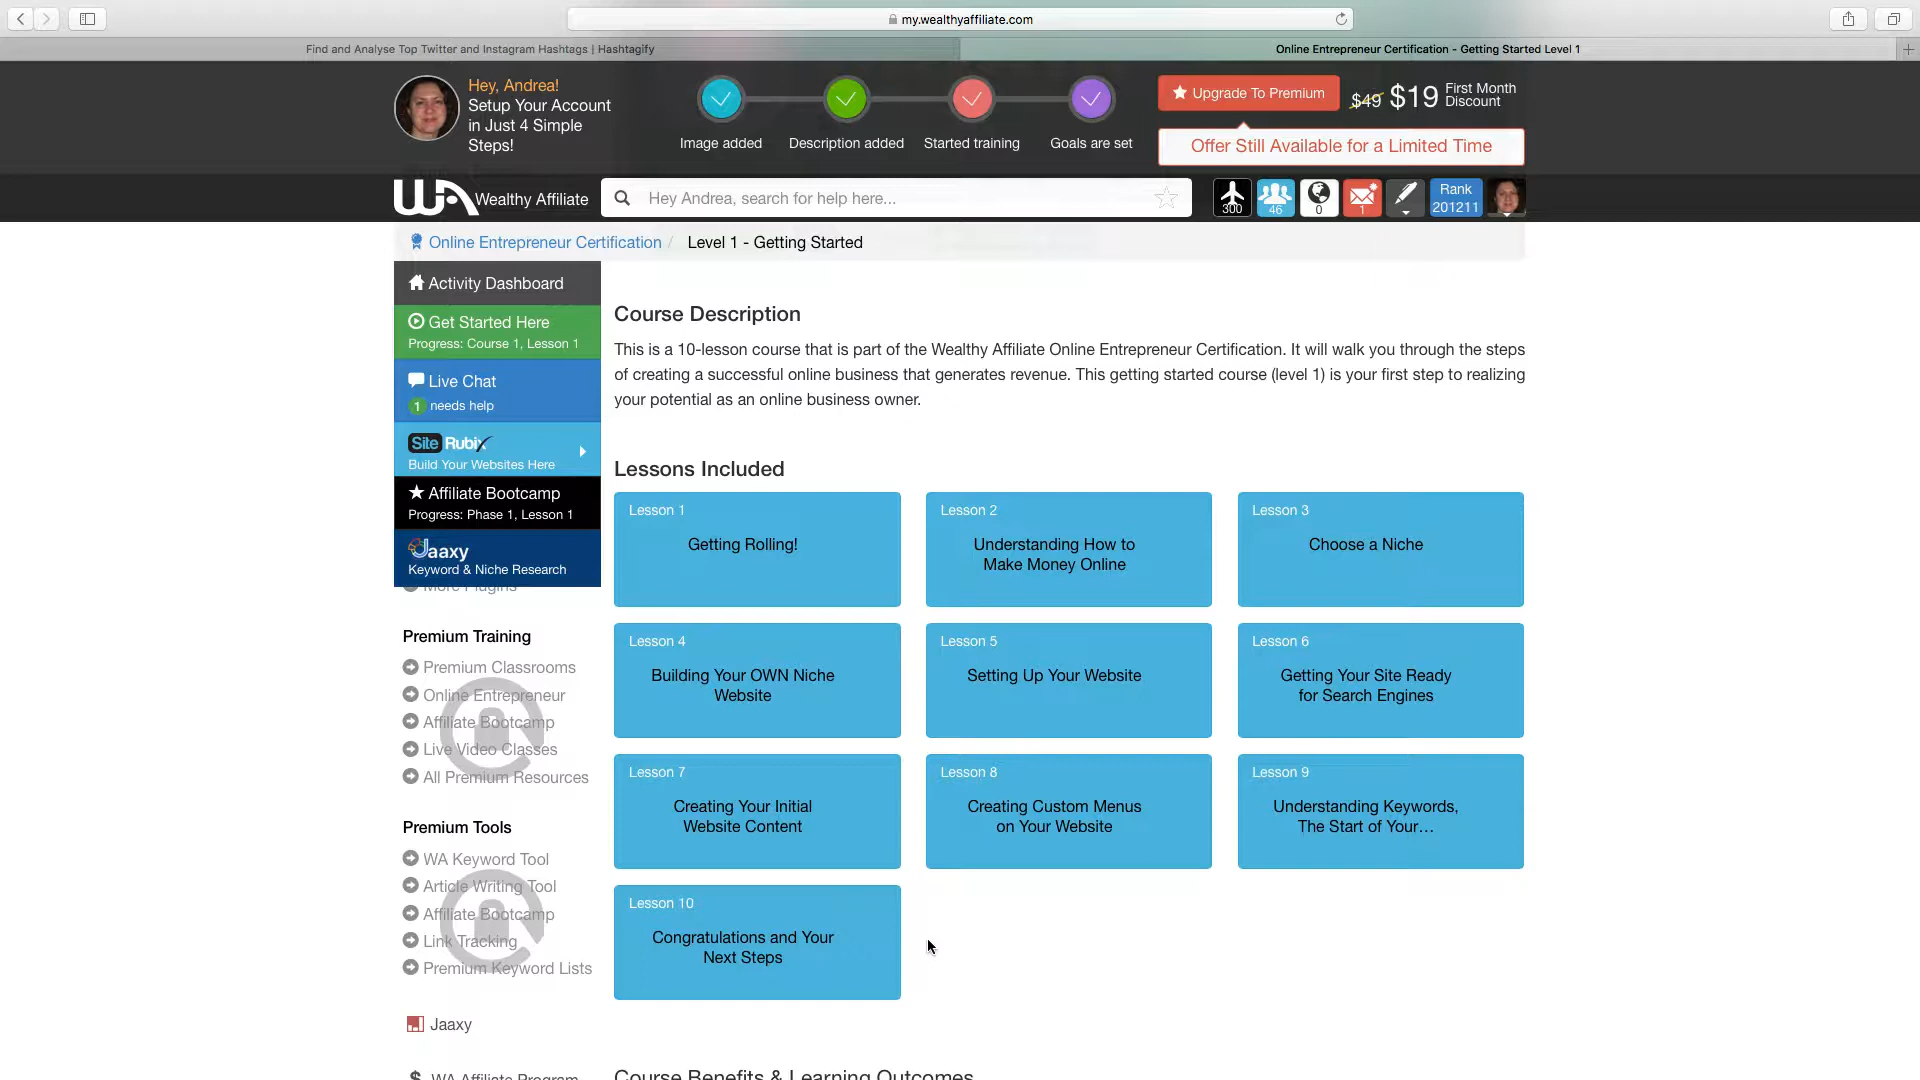 my.wealthyaffiliate.com
Find and Analyse Top Twitter and Instagram Hashtags | Hashtagify
Online Entrepreneur Certification - Getting Started Level 1
Hey, Andrea!
Setup Your Account
in Just 4 Simple
Steps!
Image added
Description added
Started training
Goals are set
Upgrade To Premium
$49 $19 First Month
Discount
Offer Still Available for a Limited Time
WA Wealthy Affiliate
Hey Andrea, search for help here...
300
46
0
1
Rank
201211
Online Entrepreneur Certification / Level 1 - Getting Started
Activity Dashboard
Get Started Here
Progress: Course 1, Lesson 1
Live Chat
1 needs help
Site Rubix
Build Your Websites Here
Affiliate Bootcamp
Progress: Phase 1, Lesson 1
Jaaxy
Keyword & Niche Research
More Plugins
Premium Training
Premium Classrooms
Online Entrepreneur
Affiliate Bootcamp
Live Video Classes
All Premium Resources
Premium Tools
WA Keyword Tool
Article Writing Tool
Affiliate Bootcamp
Link Tracking
Premium Keyword Lists
Jaaxy
WA Affiliate Program
Course Description
This is a 10-lesson course that is part of the Wealthy Affiliate Online Entrepreneur Certification. It will walk you through the steps
of creating a successful online business that generates revenue. This getting started course (level 1) is your first step to realizing
your potential as an online business owner.
Lessons Included
Lesson 1
Getting Rolling!
Lesson 2
Understanding How to
Make Money Online
Lesson 3
Choose a Niche
Lesson 4
Building Your OWN Niche
Website
Lesson 5
Setting Up Your Website
Lesson 6
Getting Your Site Ready
for Search Engines
Lesson 7
Creating Your Initial
Website Content
Lesson 8
Creating Custom Menus
on Your Website
Lesson 9
Understanding Keywords,
The Start of Your...
Lesson 10
Congratulations and Your
Next Steps
Course Benefits & Learning Outcomes